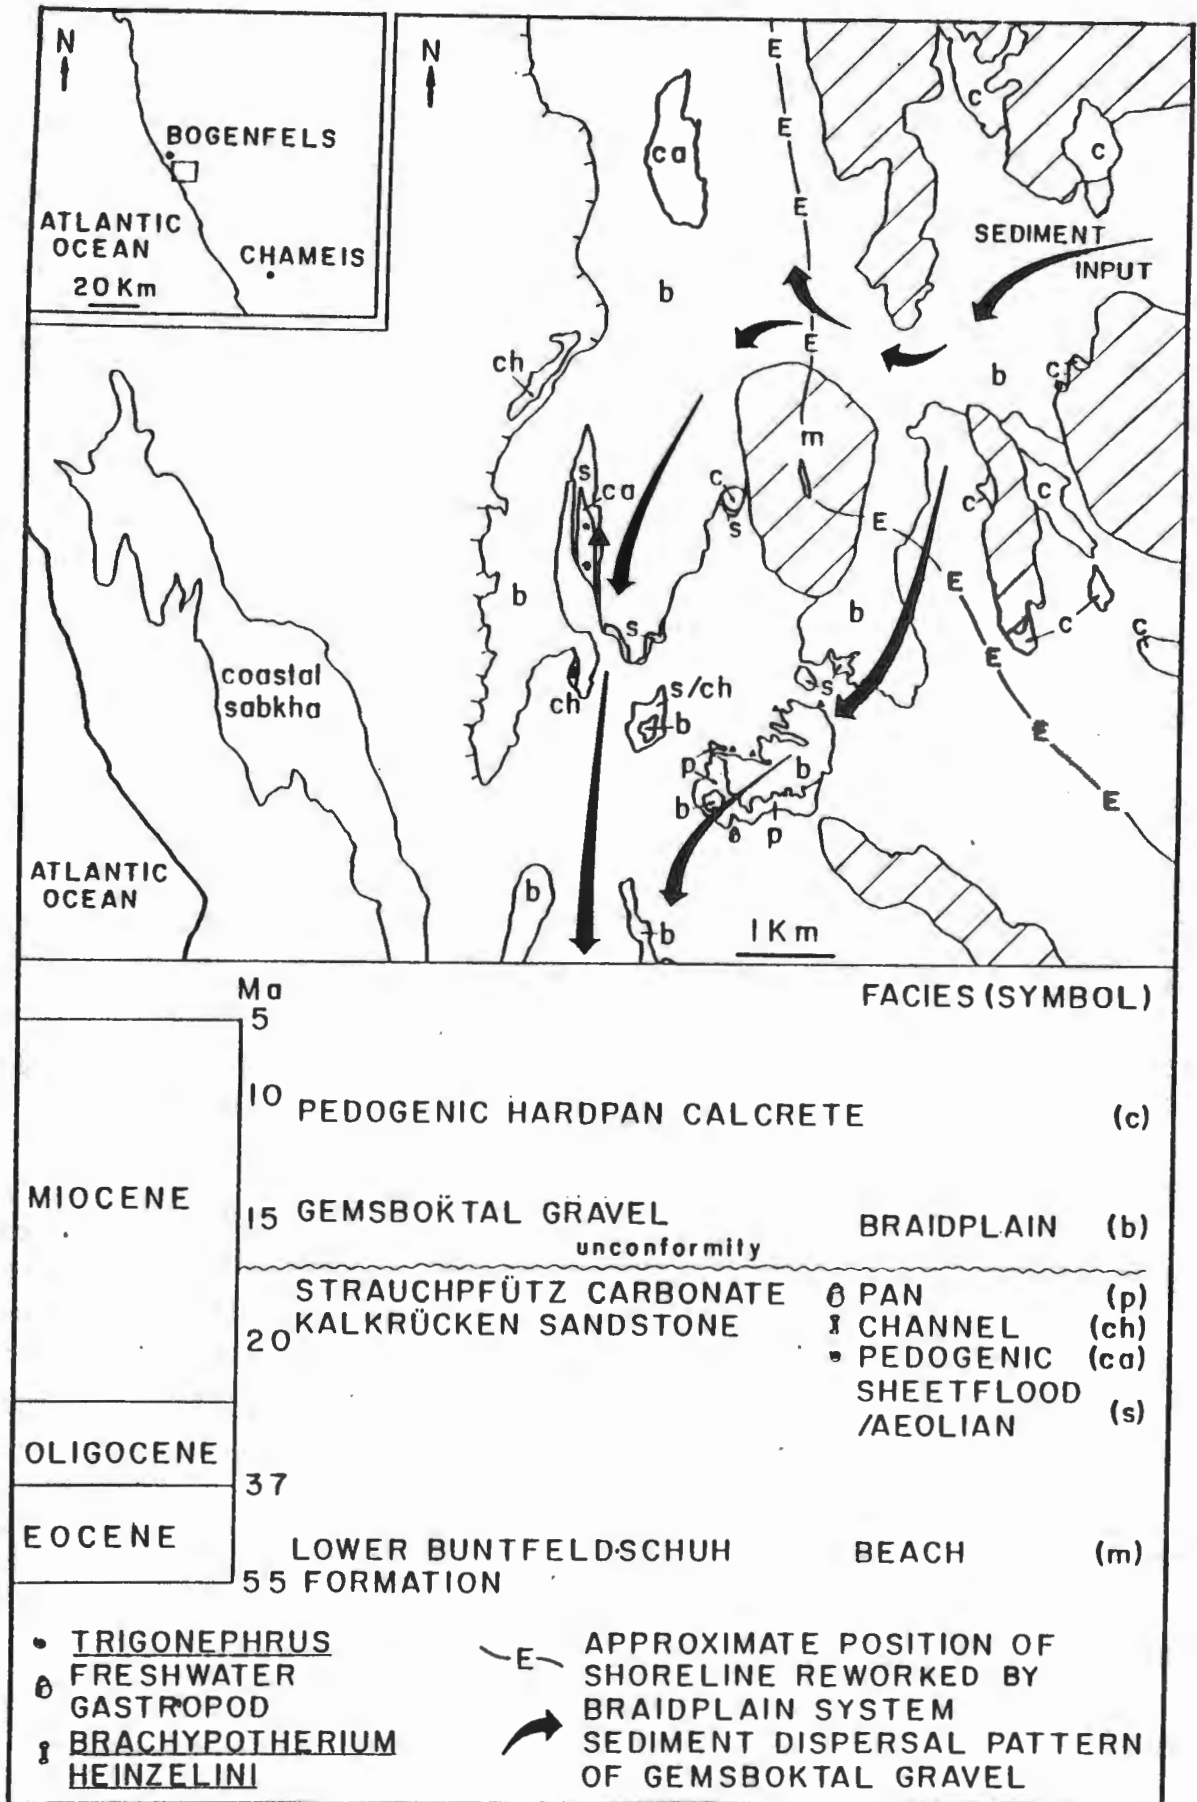 N
BOGENFELS
ATLANTIC
OCEAN
CHAMEIS
20 Km
N
E
c
E
ca
c
E
SEDIMENT
INPUT
b
E
ch
b
c
m
s
ca
c
c
c
s
E
b
b
E
s
c
c
E
coastal
sabkha
ch
s/ch
s
b
E
p
b
b
E
p
ATLANTIC
OCEAN
b
b
1 Km
Ma
FACIES (SYMBOL)
5
10
PEDOGENIC HARDPAN CALCRETE (c)
MIOCENE
15 GEMSBOKTAL GRAVEL BRAIDPLAIN (b)
unconformity
STRAUCHPFÜTZ CARBONATE PAN (p)
KALKRÜCKEN SANDSTONE CHANNEL (ch)
20
PEDOGENIC (ca)
SHEETFLOOD
/AEOLIAN (s)
OLIGOCENE
37
EOCENE
LOWER BUNTFELDSCHUH BEACH (m)
55 FORMATION
TRIGONEPHRUS
FRESHWATER
GASTROPOD
BRACHYPOTHERIUM
HEINZELINI
E
APPROXIMATE POSITION OF
SHORELINE REWORKED BY
BRAIDPLAIN SYSTEM
SEDIMENT DISPERSAL PATTERN
OF GEMSBOKTAL GRAVEL